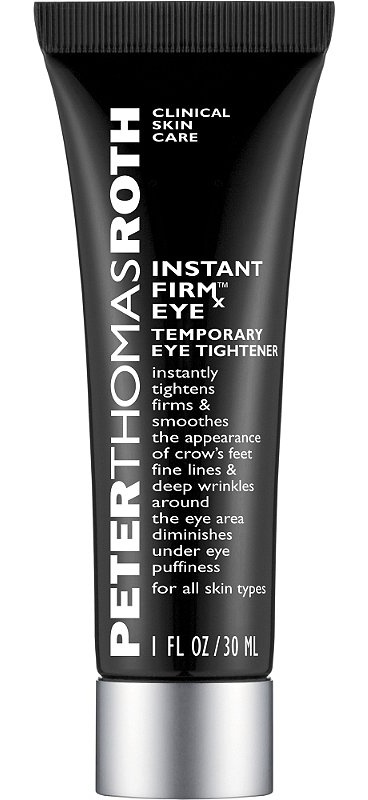 PETERTHOMASROTH
CLINICAL
SKIN
CARE
INSTANT
FIRMx™
EYE
TEMPORARY
EYE TIGHTENER
instantly
tightens
firms &
smoothes
the appearance
of crow's feet
fine lines &
deep wrinkles
around
the eye area
diminishes
under eye
puffiness
for all skin types
1 FL OZ/30 ML